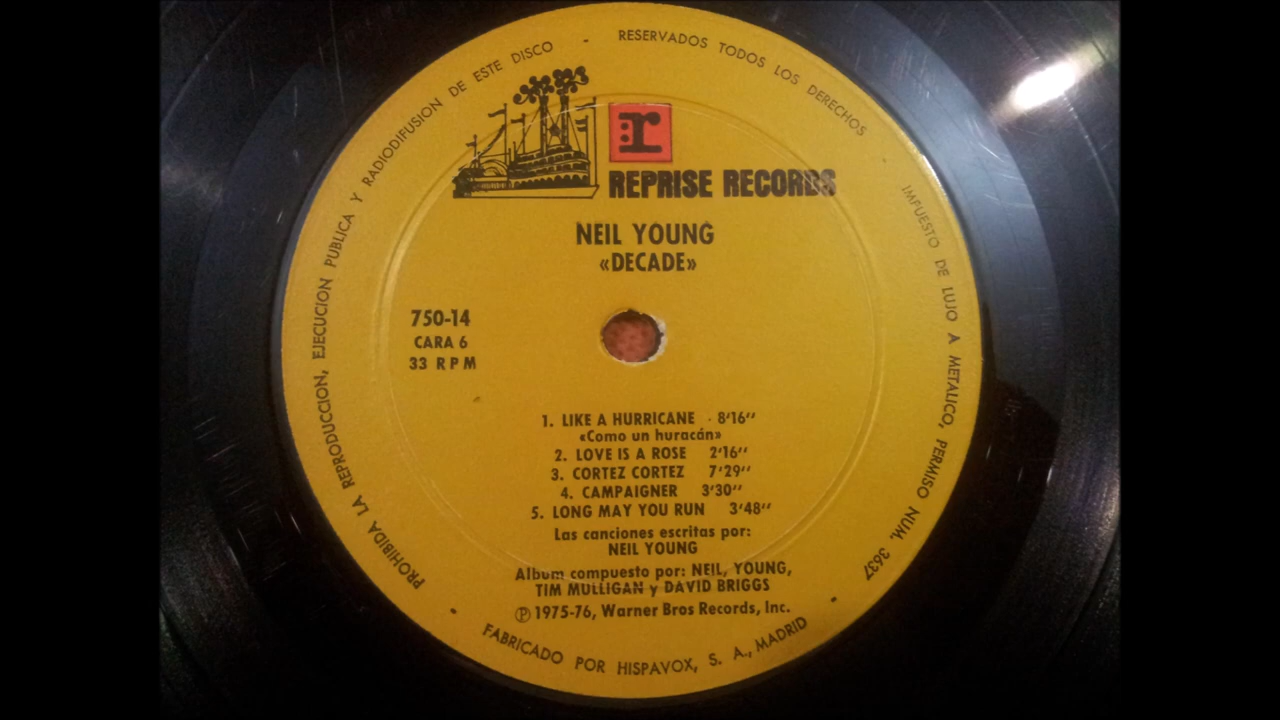 PROHIBIDA LA REPRODUCCION, EJECUCION PUBLICA Y RADIODIFUSION DE ESTE DISCO - RESERVADOS TODOS LOS DERECHOS
IMPUESTO DE LUJO A METALICO, PERMISO NUM. 3637
r
REPRISE RECORDS
NEIL YOUNG
«DECADE»
750-14
CARA 6
33 RPM
1. LIKE A HURRICANE - 8'16''
«Como un huracán»
2. LOVE IS A ROSE 2'16''
3. CORTEZ CORTEZ 7'29''
4. CAMPAIGNER 3'30''
5. LONG MAY YOU RUN 3'48''
Las canciones escritas por:
NEIL YOUNG
Album compuesto por: NEIL, YOUNG,
TIM MULLIGAN y DAVID BRIGGS
Ⓟ 1975-76, Warner Bros Records, Inc.
FABRICADO POR HISPAVOX, S. A., MADRID